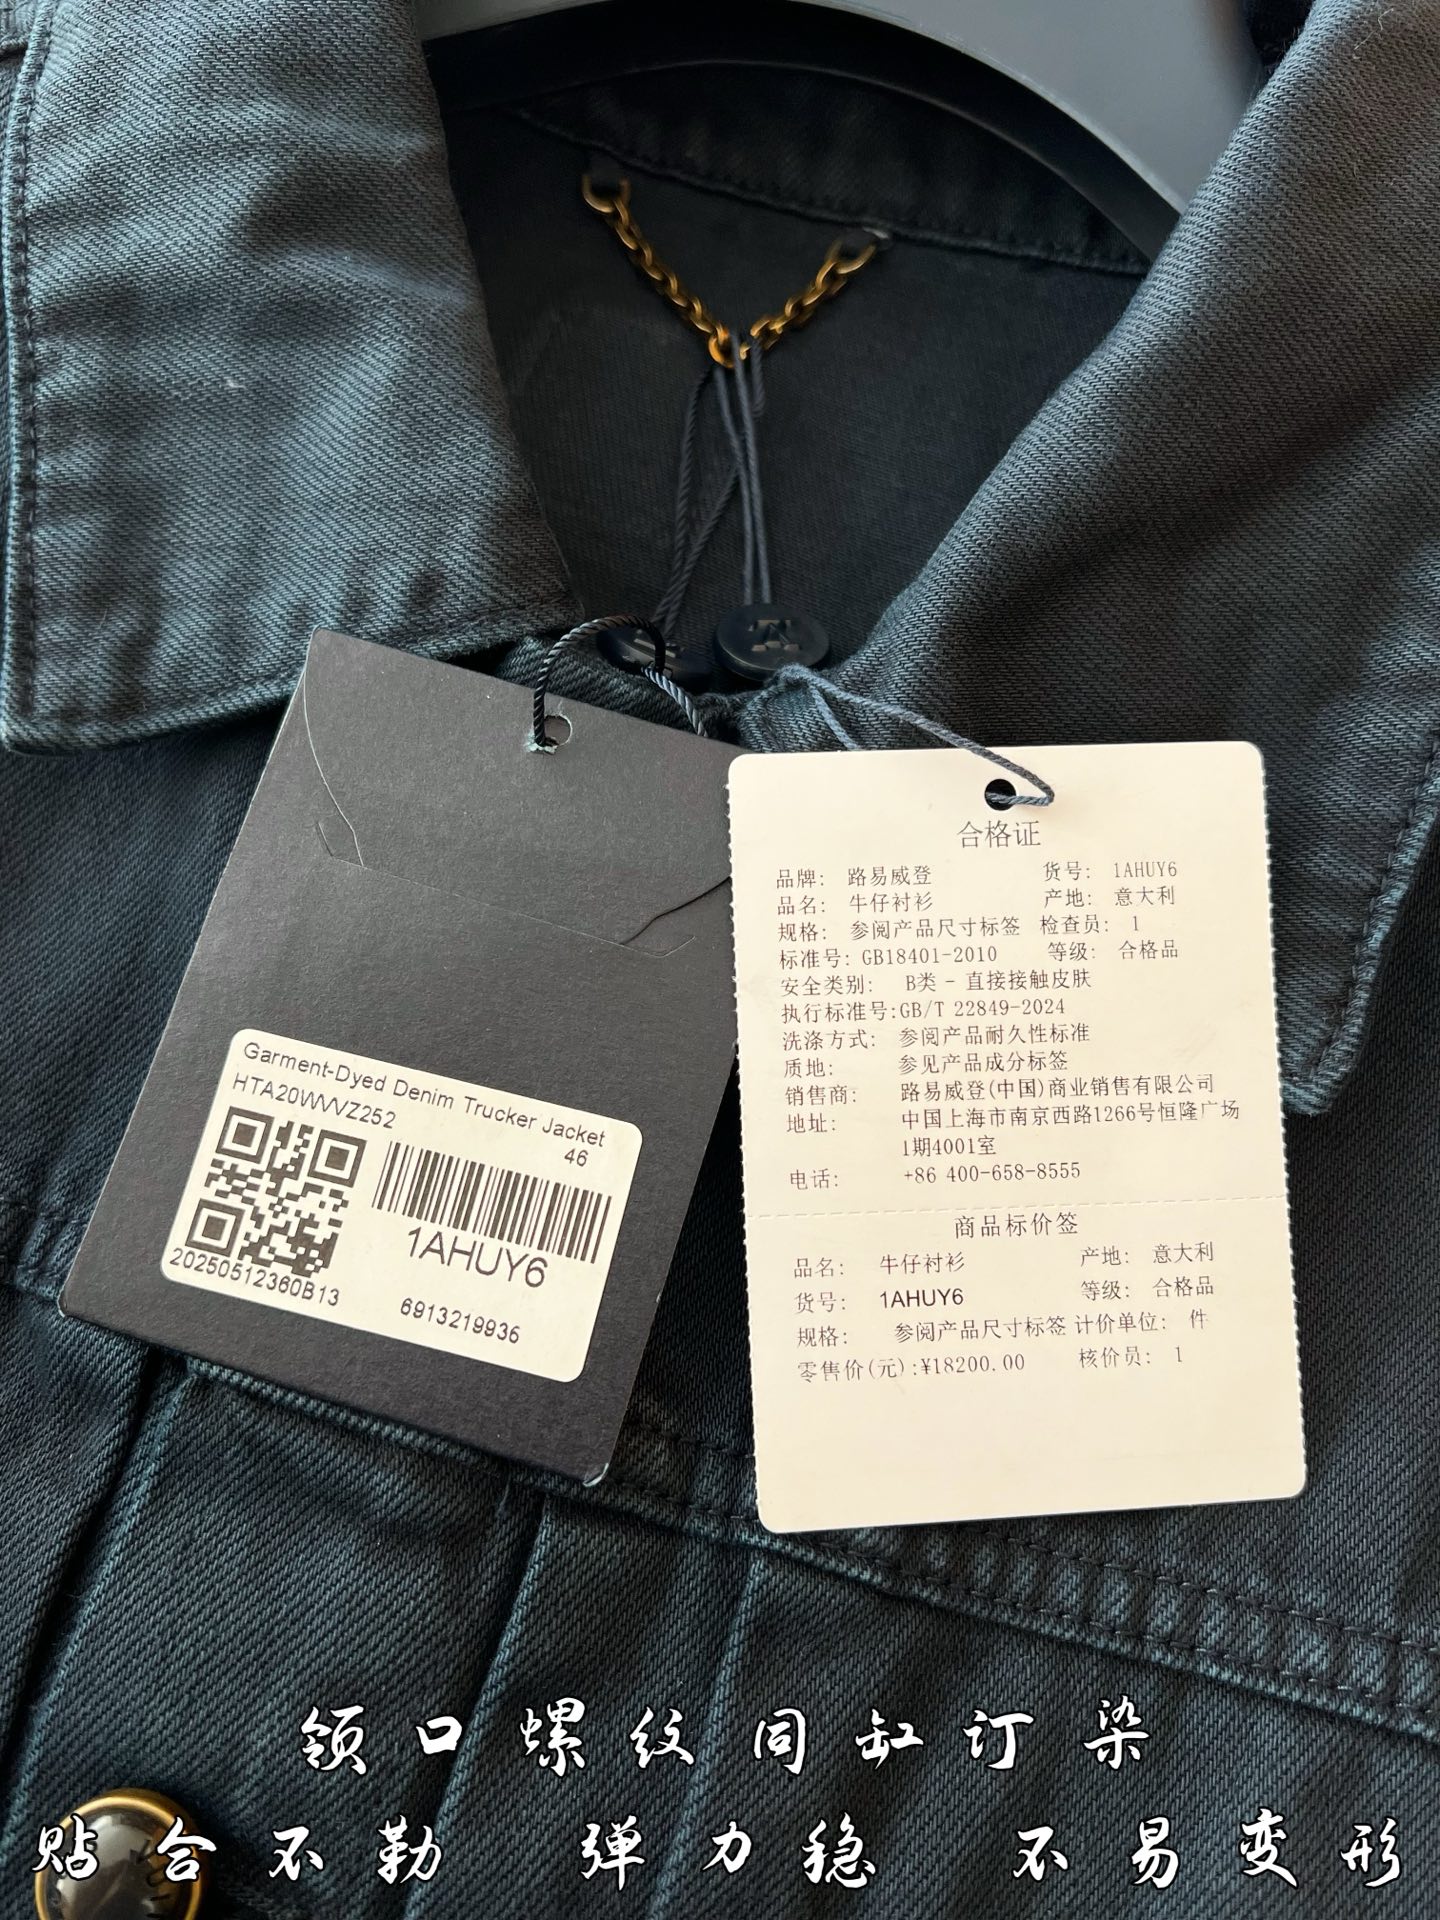 Garment-Dyed Denim Trucker Jacket
HTA20WVVZ252
46
1AHUY6
20250512360B13
6913219936
合格证
品牌: 路易威登 货号: 1AHUY6
品名: 牛仔衬衫 产地: 意大利
规格: 参阅产品尺寸标签 检查员: 1
标准号: GB18401-2010 等级: 合格品
安全类别: B类 - 直接接触皮肤
执行标准号:GB/T 22849-2024
洗涤方式: 参阅产品耐久性标准
质地: 参见产品成分标签
销售商: 路易威登(中国)商业销售有限公司
地址: 中国上海市南京西路1266号恒隆广场
1期4001室
电话: +86 400-658-8555
商品标价签
品名: 牛仔衬衫 产地: 意大利
货号: 1AHUY6 等级: 合格品
规格: 参阅产品尺寸标签 计价单位: 件
零售价(元):¥18200.00 核价员: 1
领口螺纹同缸订染
贴合不勒 弹力稳 不易变形